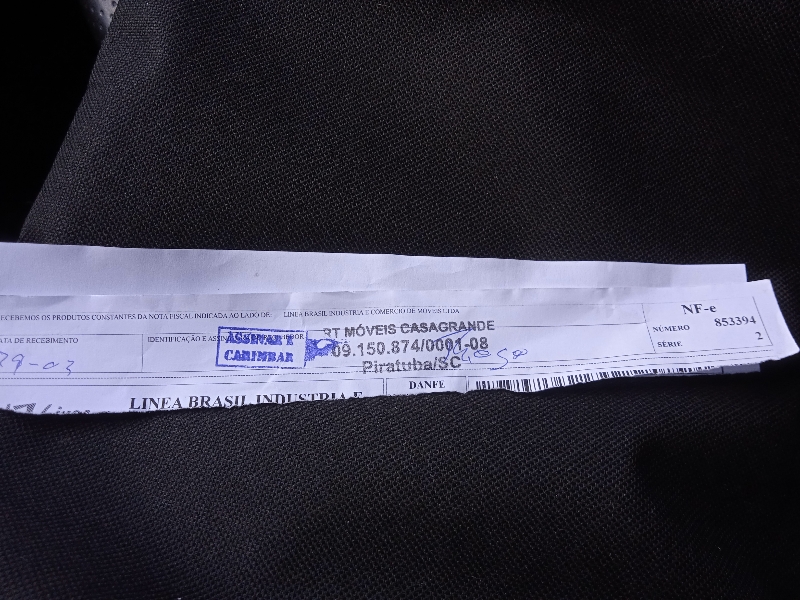 RECEBEMOS OS PRODUTOS CONSTANTES DA NOTA FISCAL INDICADA AO LADO DE: LINEA BRASIL INDUSTRIA E COMERCIO DE MOVEIS LTDA
NF-e
NÚMERO 853394
SÉRIE 2
ATA DE RECEBIMENTO
29-03
IDENTIFICAÇÃO E
ASSINAR E
CARIMBAR
RT MÓVEIS CASAGRANDE
09.150.874/0001-08
Piratuba/SC
LINEA BRASIL INDUSTRIA E
DANFE